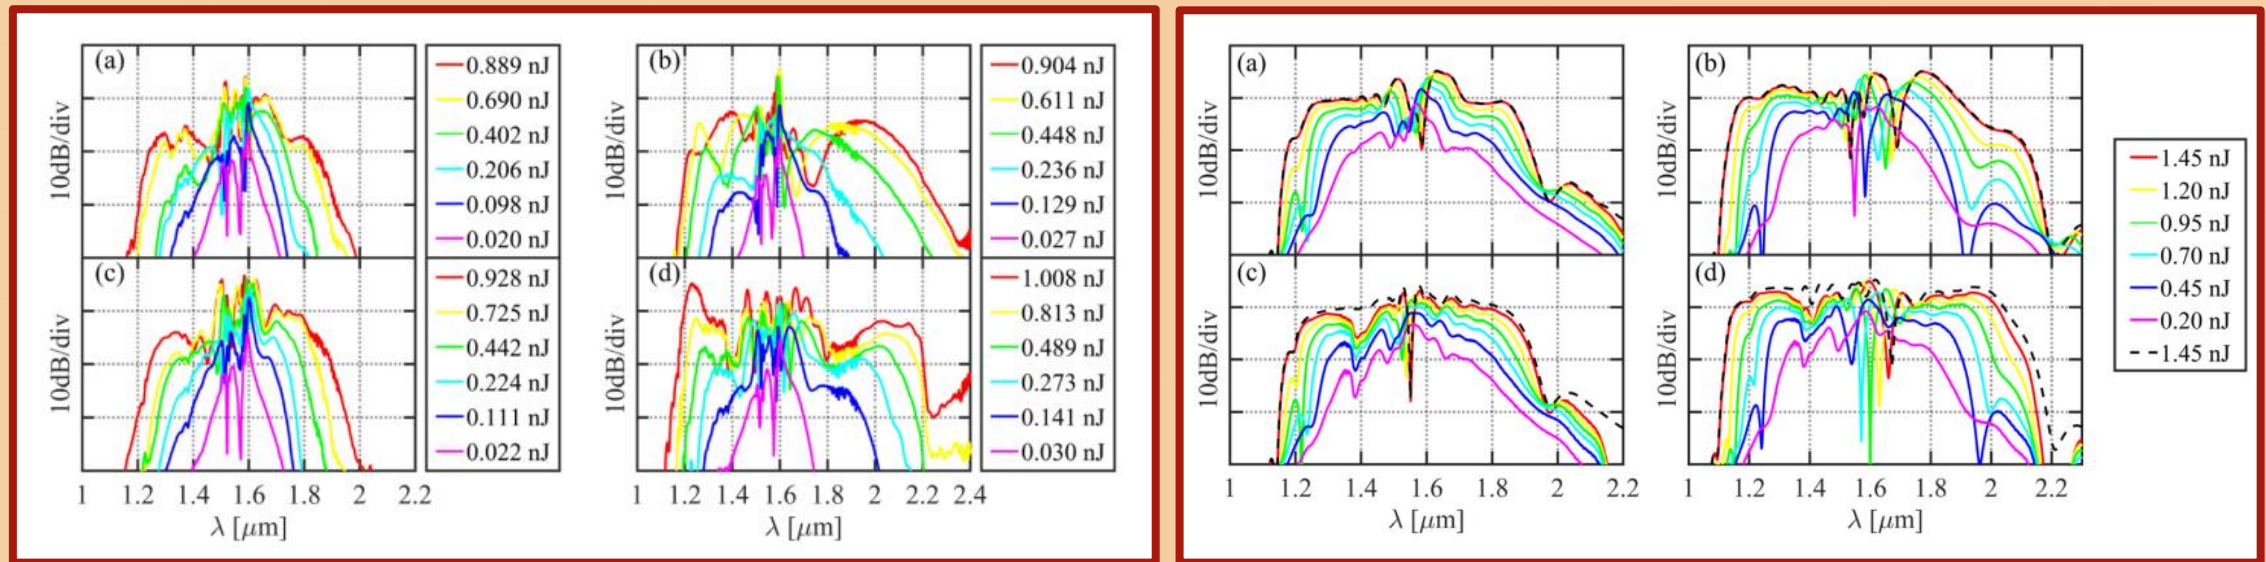 (a)
10dB/div
0.889 nJ
0.690 nJ
0.402 nJ
0.206 nJ
0.098 nJ
0.020 nJ
(b)
10dB/div
0.904 nJ
0.611 nJ
0.448 nJ
0.236 nJ
0.129 nJ
0.027 nJ
(c)
10dB/div
0.928 nJ
0.725 nJ
0.442 nJ
0.224 nJ
0.111 nJ
0.022 nJ
1 1.2 1.4 1.6 1.8 2 2.2
λ [μm]
(d)
10dB/div
1.008 nJ
0.813 nJ
0.489 nJ
0.273 nJ
0.141 nJ
0.030 nJ
1 1.2 1.4 1.6 1.8 2 2.2 2.4
λ [μm]
(a)
10dB/div
(b)
10dB/div
(c)
10dB/div
1 1.2 1.4 1.6 1.8 2 2.2
λ [μm]
(d)
10dB/div
1 1.2 1.4 1.6 1.8 2 2.2
λ [μm]
1.45 nJ
1.20 nJ
0.95 nJ
0.70 nJ
0.45 nJ
0.20 nJ
1.45 nJ